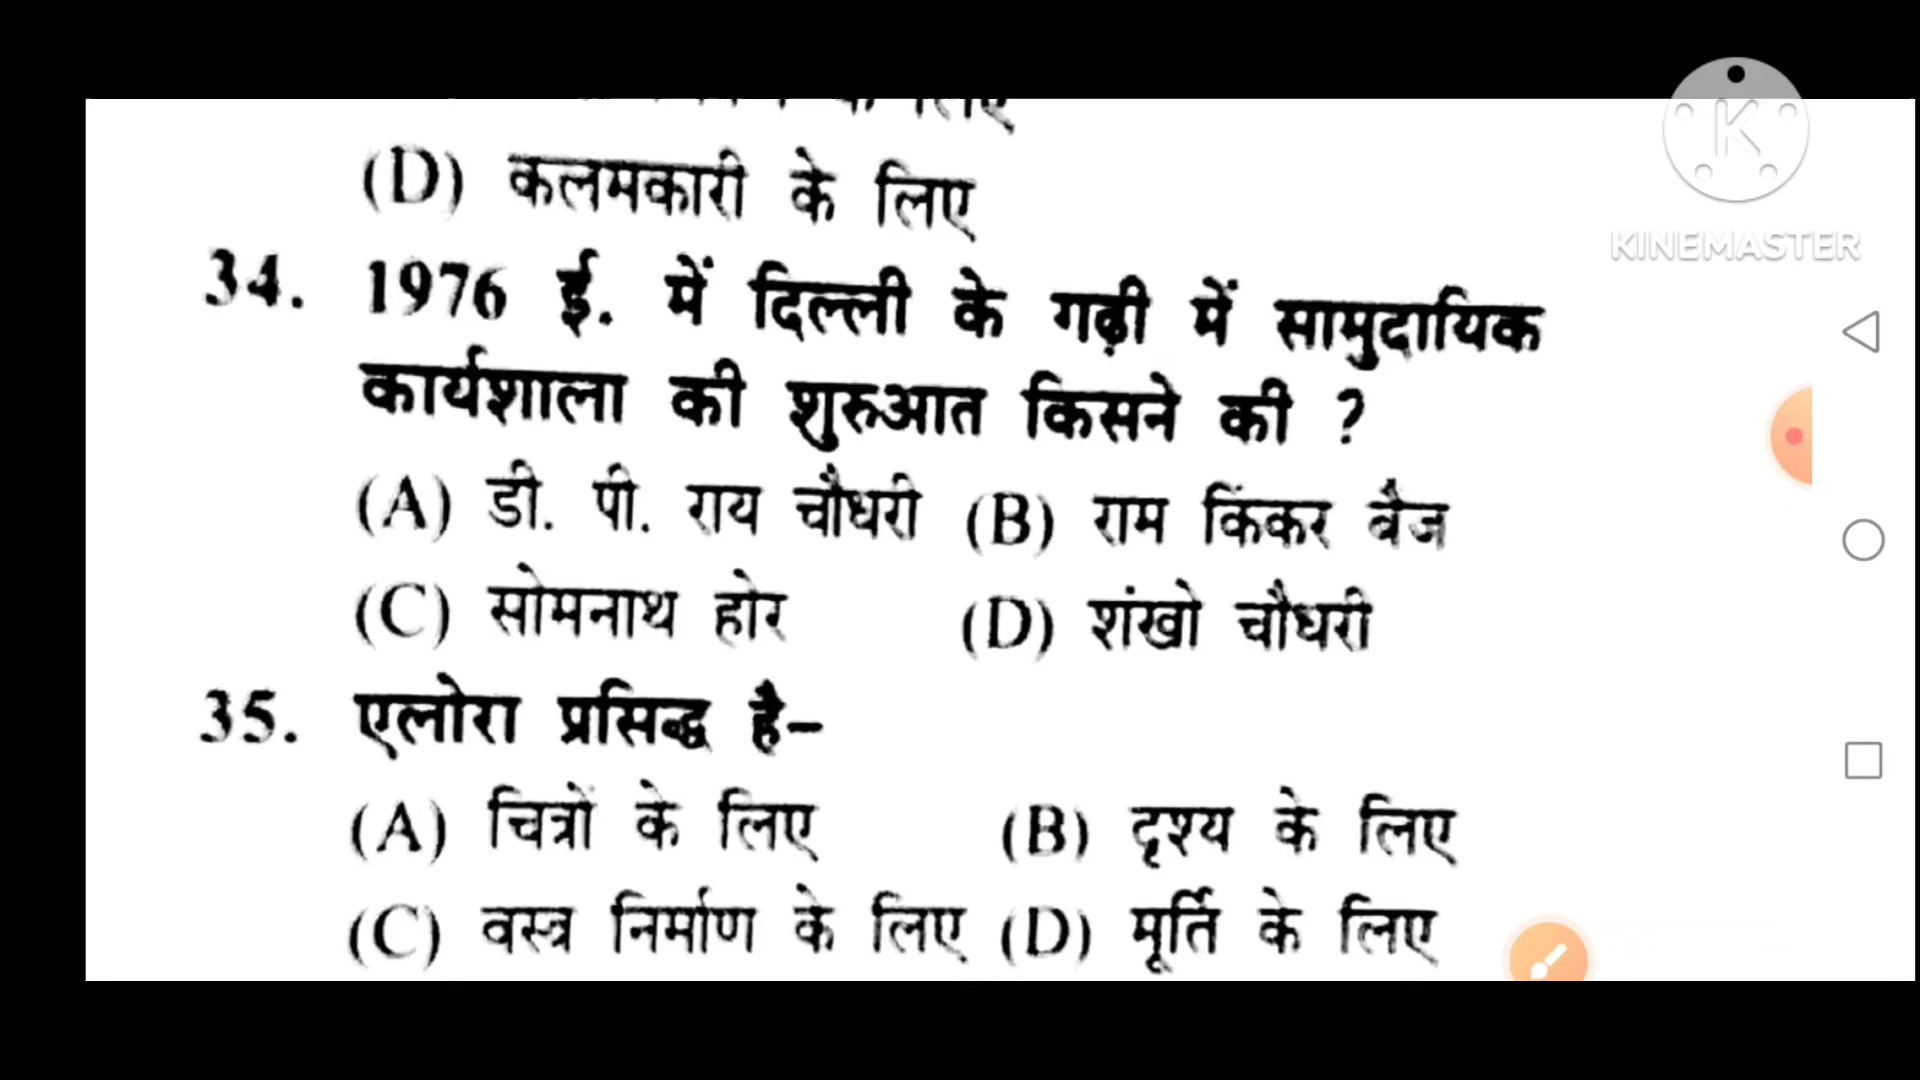 के लिए
(D) कलमकारी के लिए
34. 1976 ई. में दिल्ली के गढ़ी में सामुदायिक
कार्यशाला की शुरुआत किसने की ?
(A) डी. पी. राय चौधरी (B) राम किंकर बैज
(C) सोमनाथ होर (D) शंखो चौधरी
35. एलोरा प्रसिद्ध है–
(A) चित्रों के लिए (B) दृश्य के लिए
(C) वस्त्र निर्माण के लिए (D) मूर्ति के लिए
K
KINEMASTER